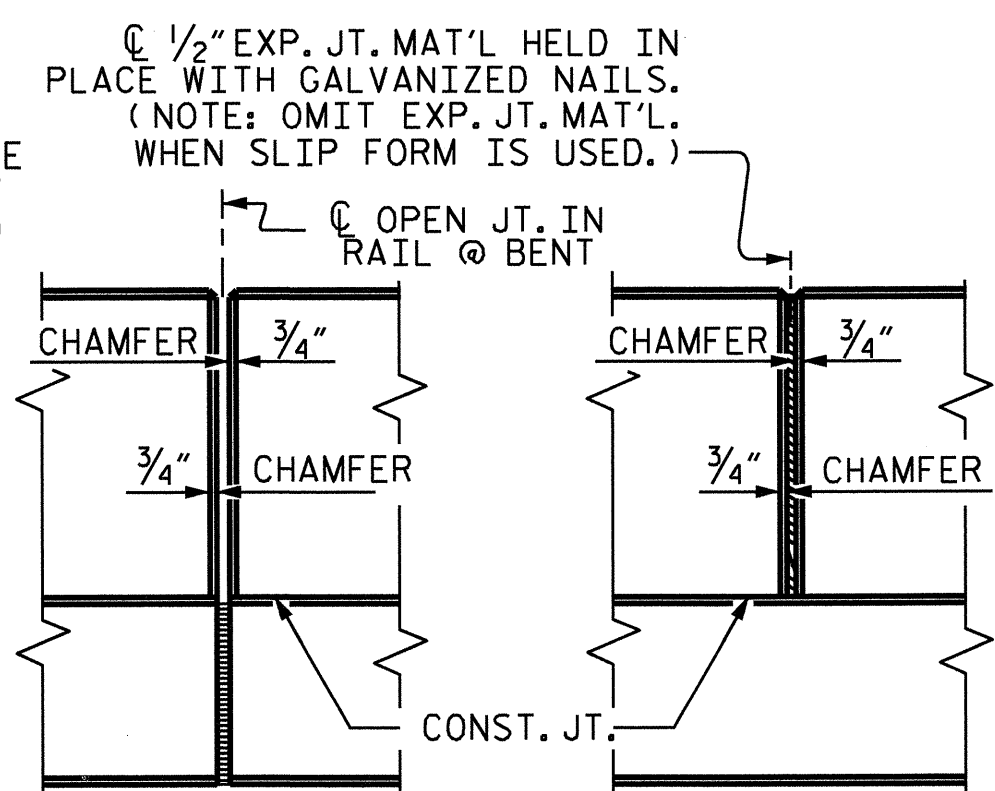 ℄ 1/2" EXP. JT. MAT'L HELD IN
PLACE WITH GALVANIZED NAILS.
(NOTE: OMIT EXP. JT. MAT'L.
WHEN SLIP FORM IS USED.)
E
℄ OPEN JT. IN
RAIL @ BENT
CHAMFER 3/4"
CHAMFER 3/4"
3/4" CHAMFER
3/4" CHAMFER
CONST. JT.